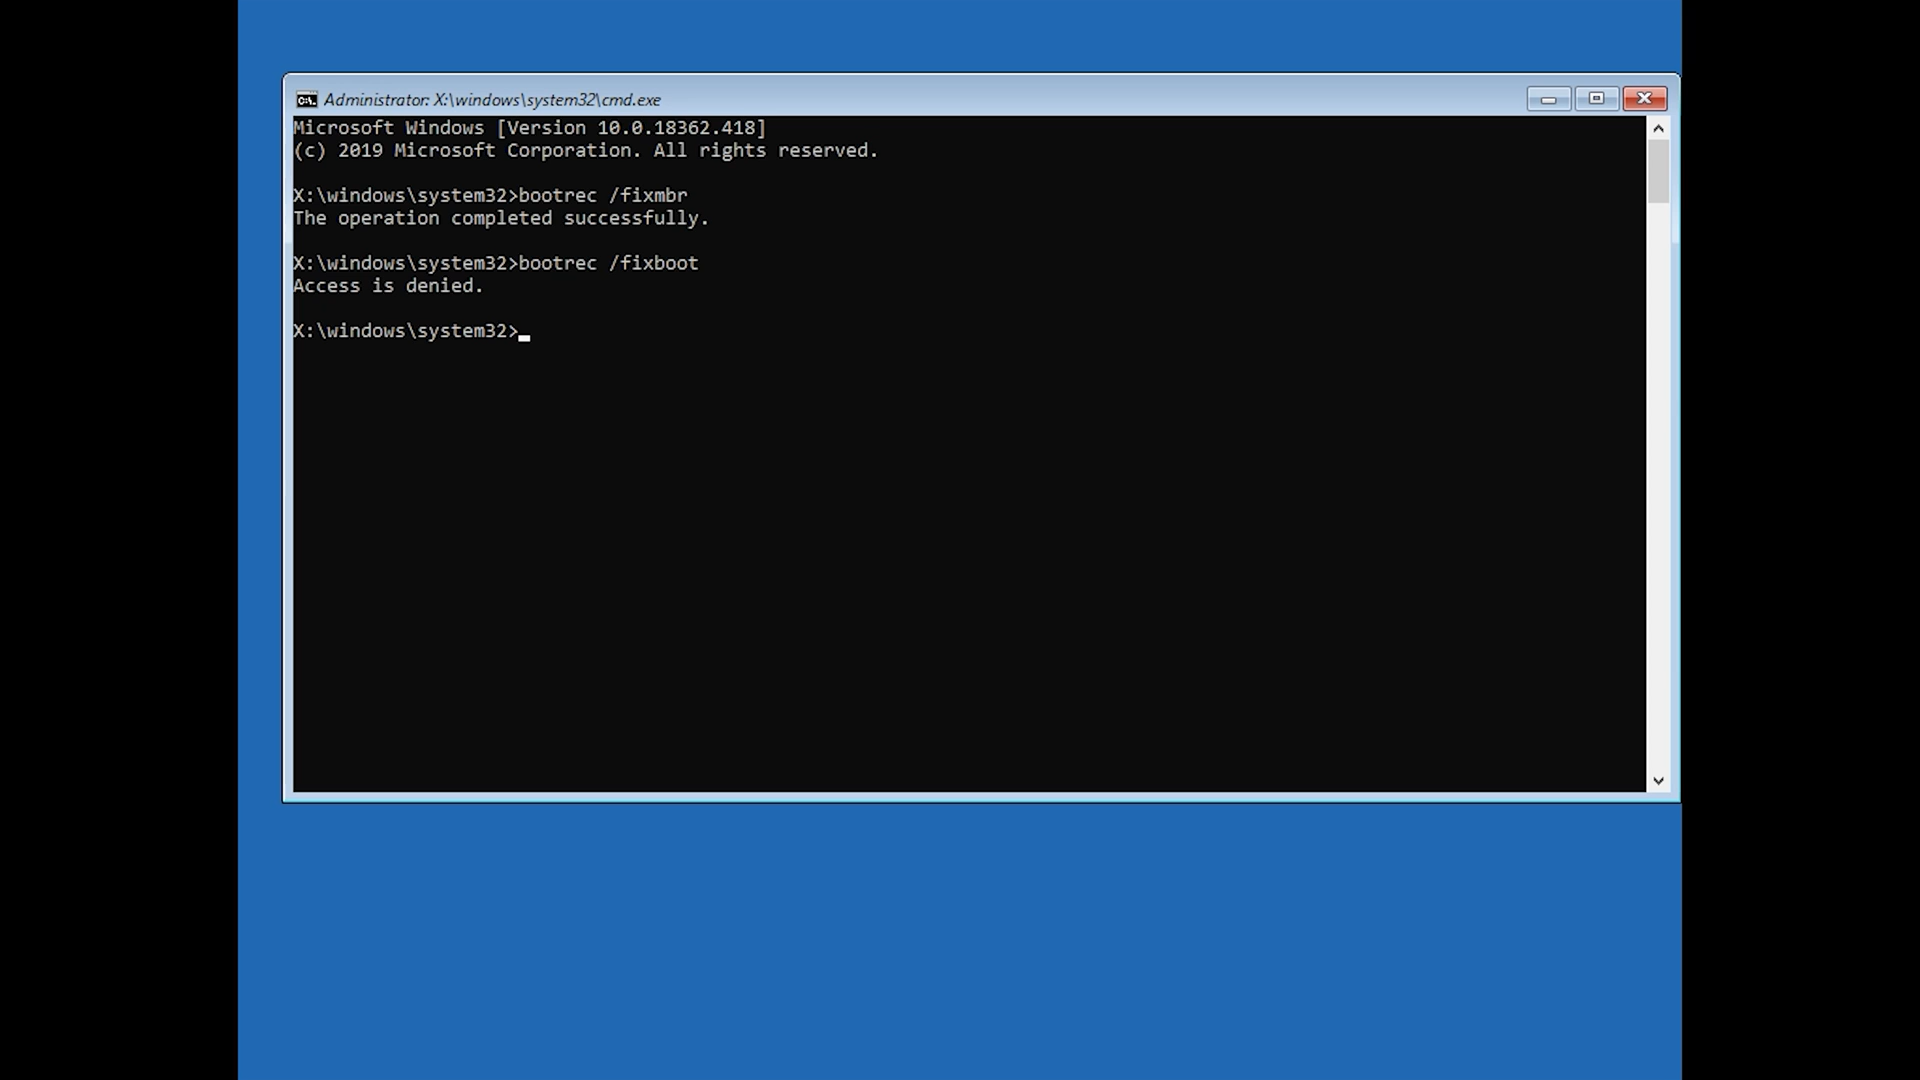 Administrator: X:\windows\system32\cmd.exe
Microsoft Windows [Version 10.0.18362.418]
(c) 2019 Microsoft Corporation. All rights reserved.
X:\windows\system32>bootrec /fixmbr
The operation completed successfully.
X:\windows\system32>bootrec /fixboot
Access is denied.
X:\windows\system32>